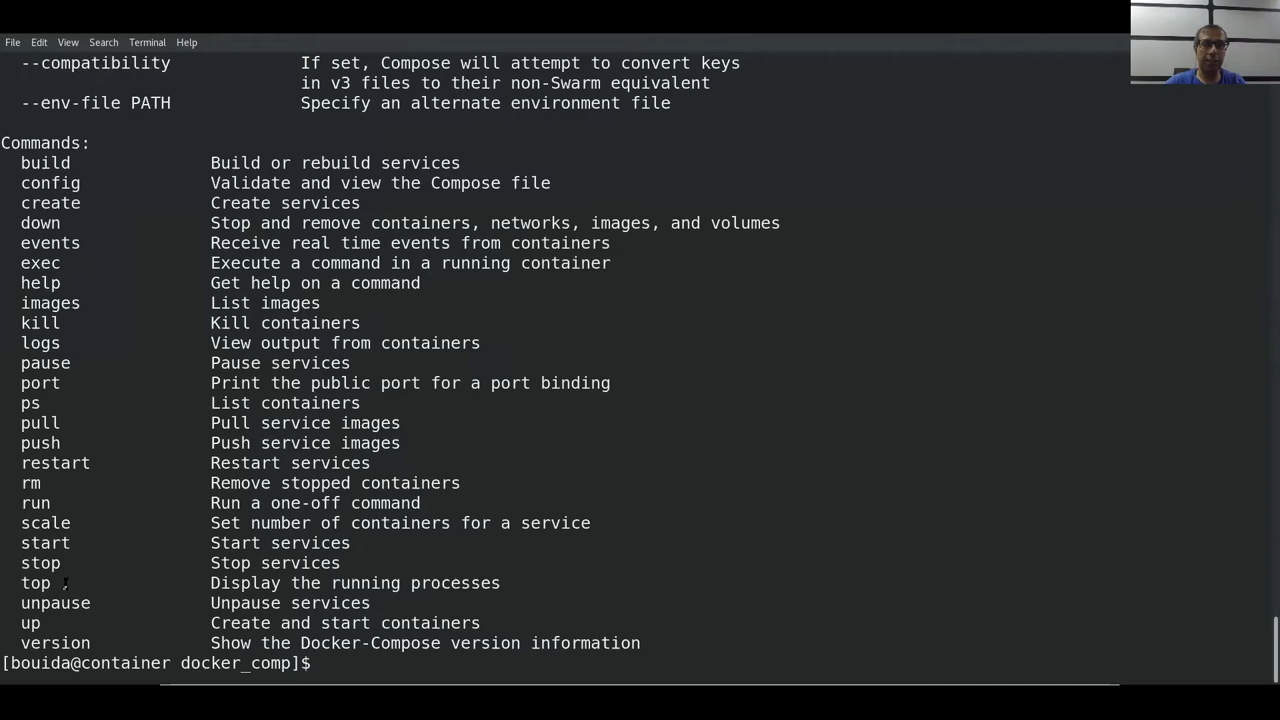 File Edit View Search Terminal Help
--compatibility If set, Compose will attempt to convert keys
in v3 files to their non-Swarm equivalent
--env-file PATH Specify an alternate environment file
Commands:
build Build or rebuild services
config Validate and view the Compose file
create Create services
down Stop and remove containers, networks, images, and volumes
events Receive real time events from containers
exec Execute a command in a running container
help Get help on a command
images List images
kill Kill containers
logs View output from containers
pause Pause services
port Print the public port for a port binding
ps List containers
pull Pull service images
push Push service images
restart Restart services
rm Remove stopped containers
run Run a one-off command
scale Set number of containers for a service
start Start services
stop Stop services
top Display the running processes
unpause Unpause services
up Create and start containers
version Show the Docker-Compose version information
[bouida@container docker_comp]$